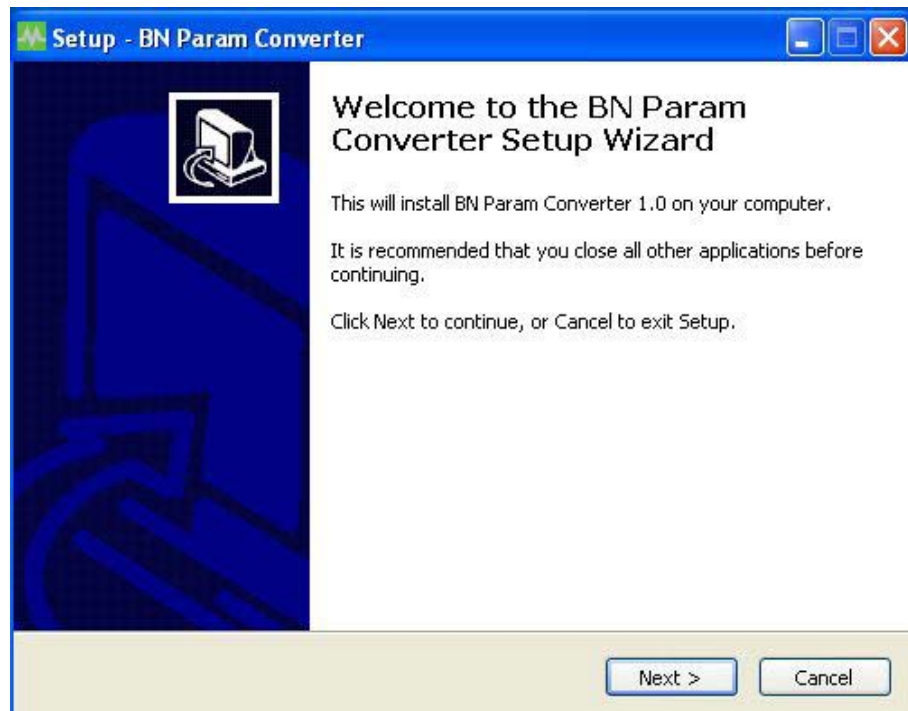 Setup - BN Param Converter
Welcome to the BN Param
Converter Setup Wizard
This will install BN Param Converter 1.0 on your computer.
It is recommended that you close all other applications before
continuing.
Click Next to continue, or Cancel to exit Setup.
Next >
Cancel